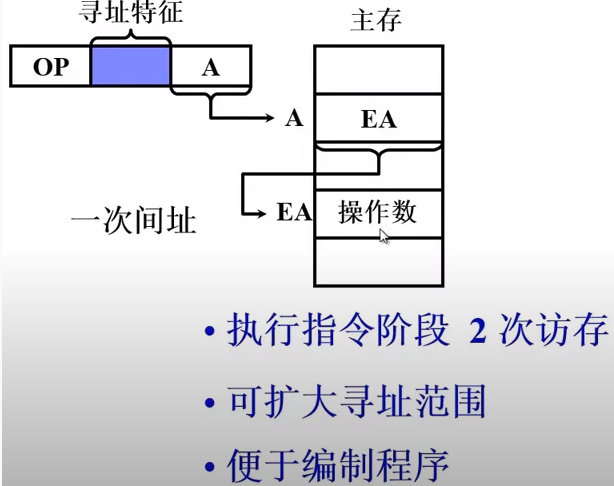 寻址特征
主存
OP A
A EA
EA 操作数
一次间址
• 执行指令阶段 2 次访存
• 可扩大寻址范围
• 便于编制程序